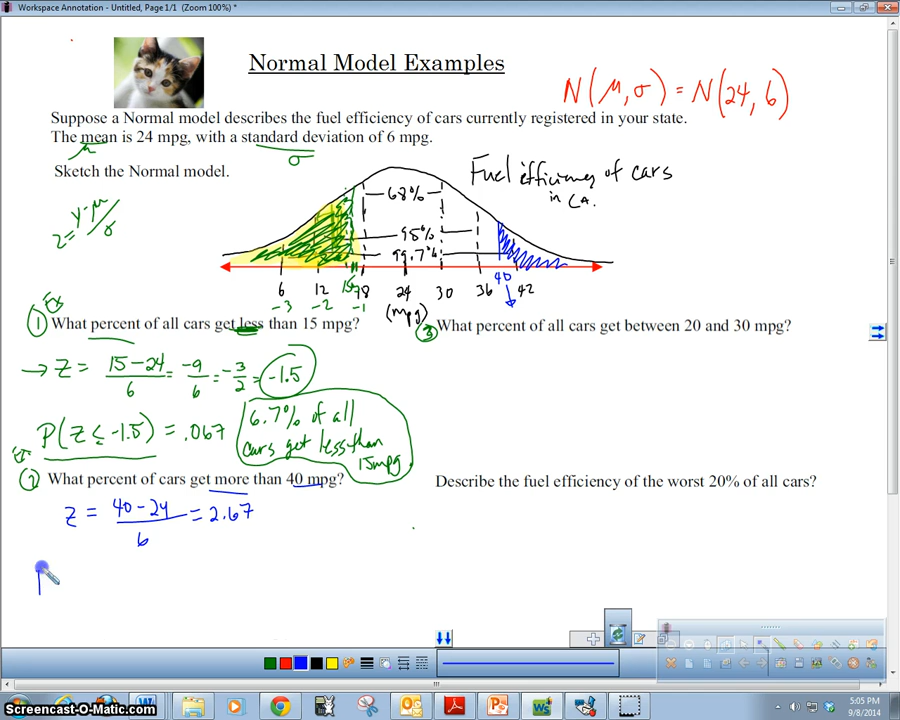 Workspace Annotation - Untitled, Page 1/1 (Zoom 100%) *
Normal Model Examples
N(μ, σ) = N(24, 6)
Suppose a Normal model describes the fuel efficiency of cars currently registered in your state.
The mean is 24 mpg, with a standard deviation of 6 mpg.
μ
σ
Sketch the Normal model.
Fuel efficiency of cars
in CA.
z = y-μ/σ
68%
95%
99.7%
6 12 15 18 24 30 36 40 42
-3 -2 -1
(mpg)
① Ex What percent of all cars get less than 15 mpg?
→ Z = 15-24/6 = -9/6 = -3/2 = -1.5
P(Z ≤ -1.5) = .067
6.7% of all
cars get less than
15mpg.
② What percent of cars get more than 40 mpg?
Z = 40-24/6 = 2.67
③ What percent of all cars get between 20 and 30 mpg?
Describe the fuel efficiency of the worst 20% of all cars?
Screencast-O-Matic.com
5:05 PM
9/8/2014